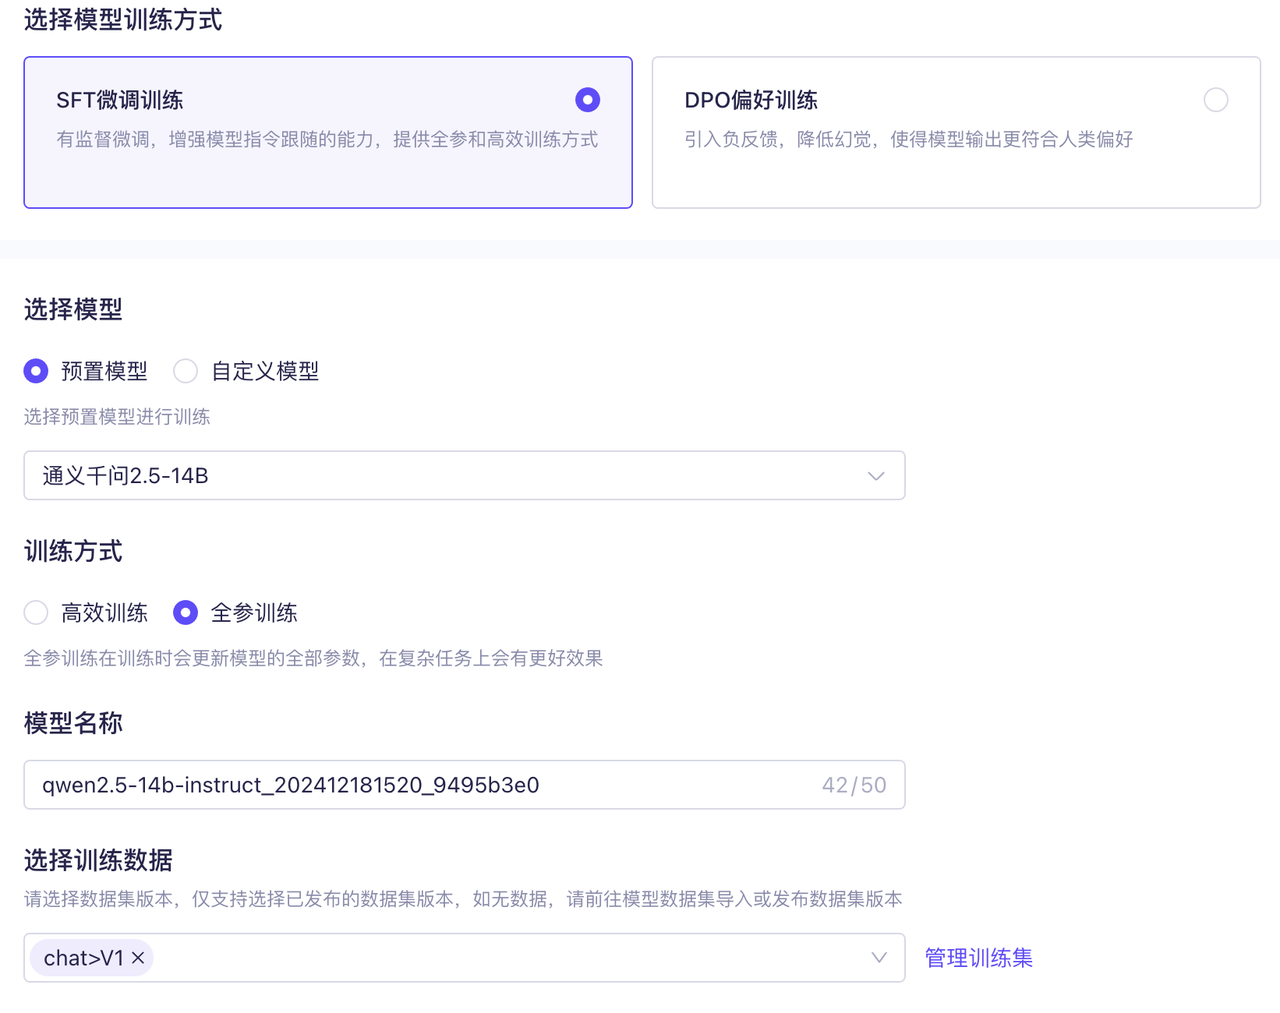 选择模型训练方式
SFT微调训练
有监督微调，增强模型指令跟随的能力，提供全参和高效训练方式
DPO偏好训练
引入负反馈，降低幻觉，使得模型输出更符合人类偏好
选择模型
预置模型 自定义模型
选择预置模型进行训练
通义千问2.5-14B
训练方式
高效训练 全参训练
全参训练在训练时会更新模型的全部参数，在复杂任务上会有更好效果
模型名称
qwen2.5-14b-instruct_202412181520_9495b3e0 42/50
选择训练数据
请选择数据集版本，仅支持选择已发布的数据集版本，如无数据，请前往模型数据集导入或发布数据集版本
chat>V1 × 管理训练集